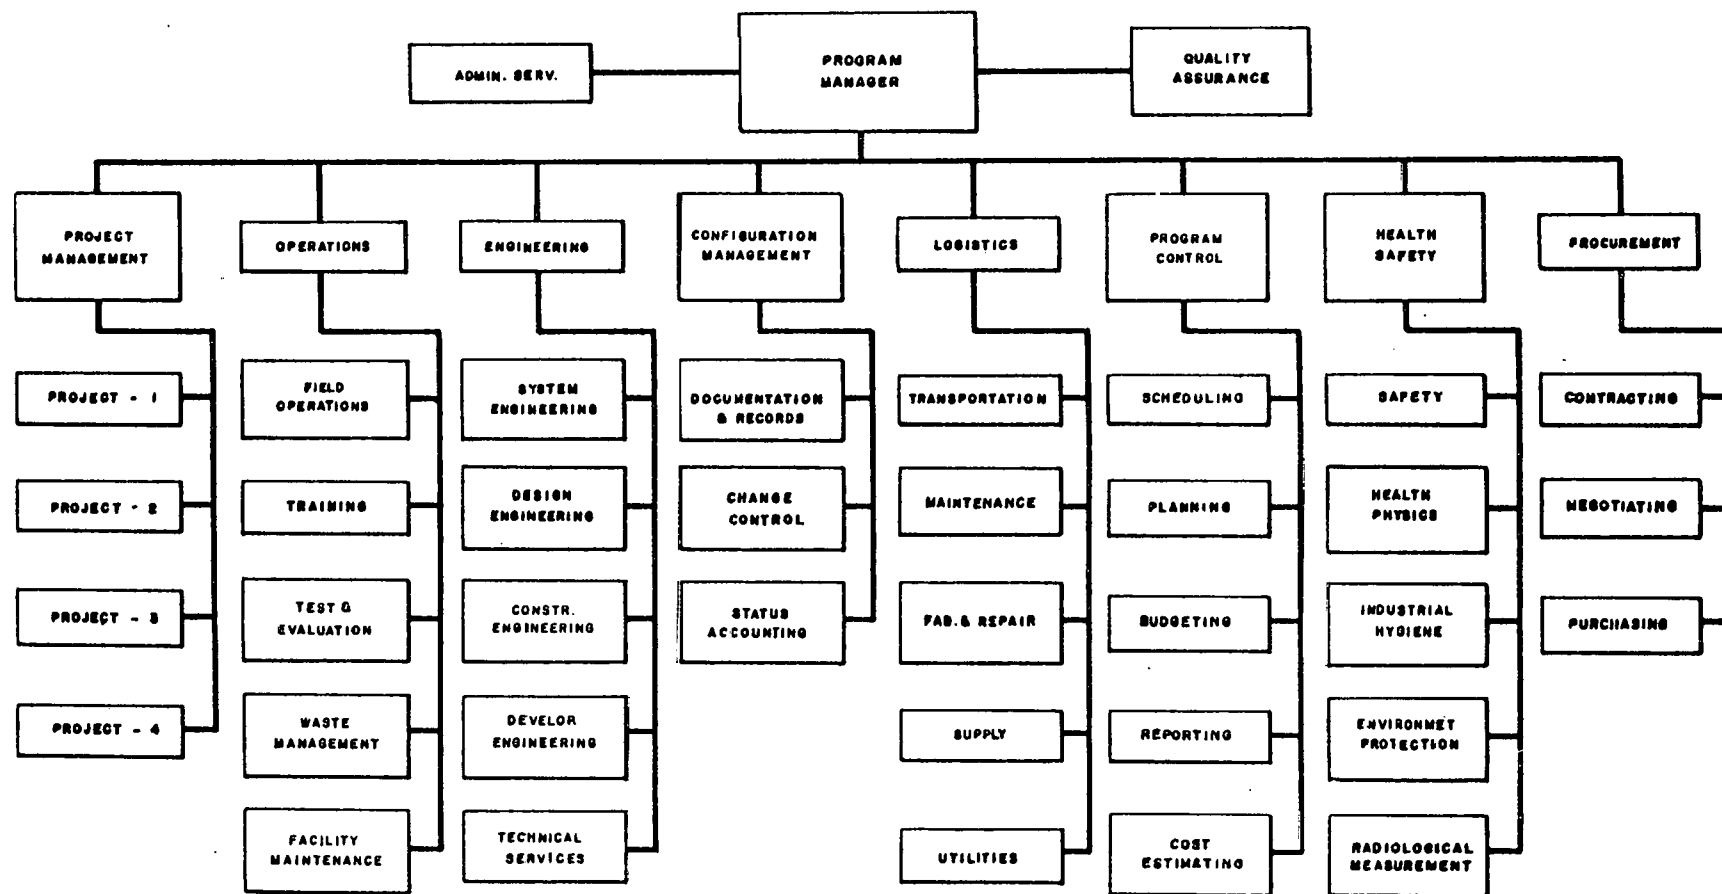 ADMIN. SERV.
PROGRAM
MANAGER
QUALITY
ASSURANCE
PROJECT
MANAGEMENT
OPERATIONS
ENGINEERING
CONFIGURATION
MANAGEMENT
LOGISTICS
PROGRAM
CONTROL
HEALTH
SAFETY
PROCUREMENT
PROJECT - 1
PROJECT - 2
PROJECT - 3
PROJECT - 4
FIELD
OPERATIONS
TRAINING
TEST &
EVALUATION
WASTE
MANAGEMENT
FACILITY
MAINTENANCE
SYSTEM
ENGINEERING
DESIGN
ENGINEERING
CONSTR.
ENGINEERING
DEVELOR
ENGINEERING
TECHNICAL
SERVICES
DOCUMENTATION
& RECORDS
CHANGE
CONTROL
STATUS
ACCOUNTING
TRANSPORTATION
MAINTENANCE
FAB. & REPAIR
SUPPLY
UTILITIES
SCHEDULING
PLANNING
BUDGETING
REPORTING
COST
ESTIMATING
SAFETY
HEALTH
PHYSICS
INDUSTRIAL
HYGIENE
ENVIRONMET
PROTECTION
RADIOLOGICAL
MEASUREMENT
CONTRACTING
NEGOTIATING
PURCHASING